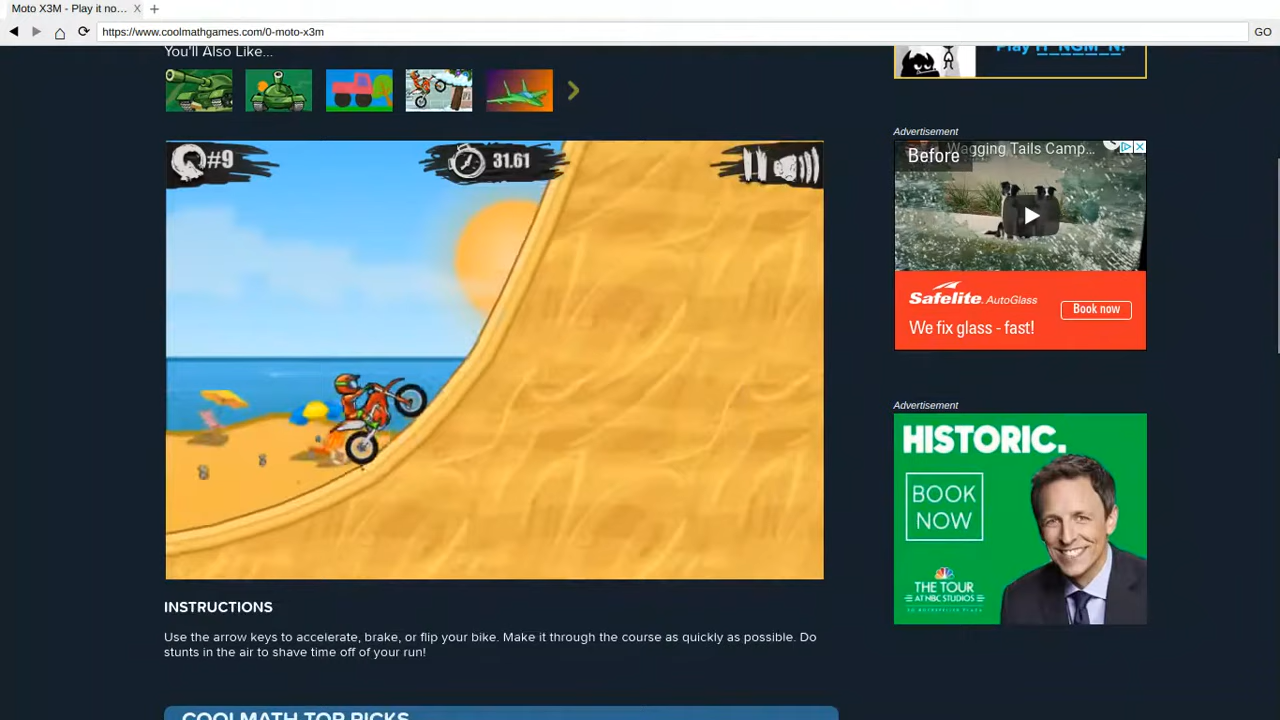 Moto X3M - Play it no... X +
https://www.coolmathgames.com/0-moto-x3m
GO
You'll Also Like...
Play H_NGM_N!
#9
31.61
Advertisement
Before
Wagging Tails Camp...
Safelite. AutoGlass
We fix glass - fast!
Book now
Advertisement
HISTORIC.
BOOK
NOW
THE TOUR
AT NBC STUDIOS
INSTRUCTIONS
Use the arrow keys to accelerate, brake, or flip your bike. Make it through the course as quickly as possible. Do
stunts in the air to shave time off of your run!
COOLMATH TOP PICKS